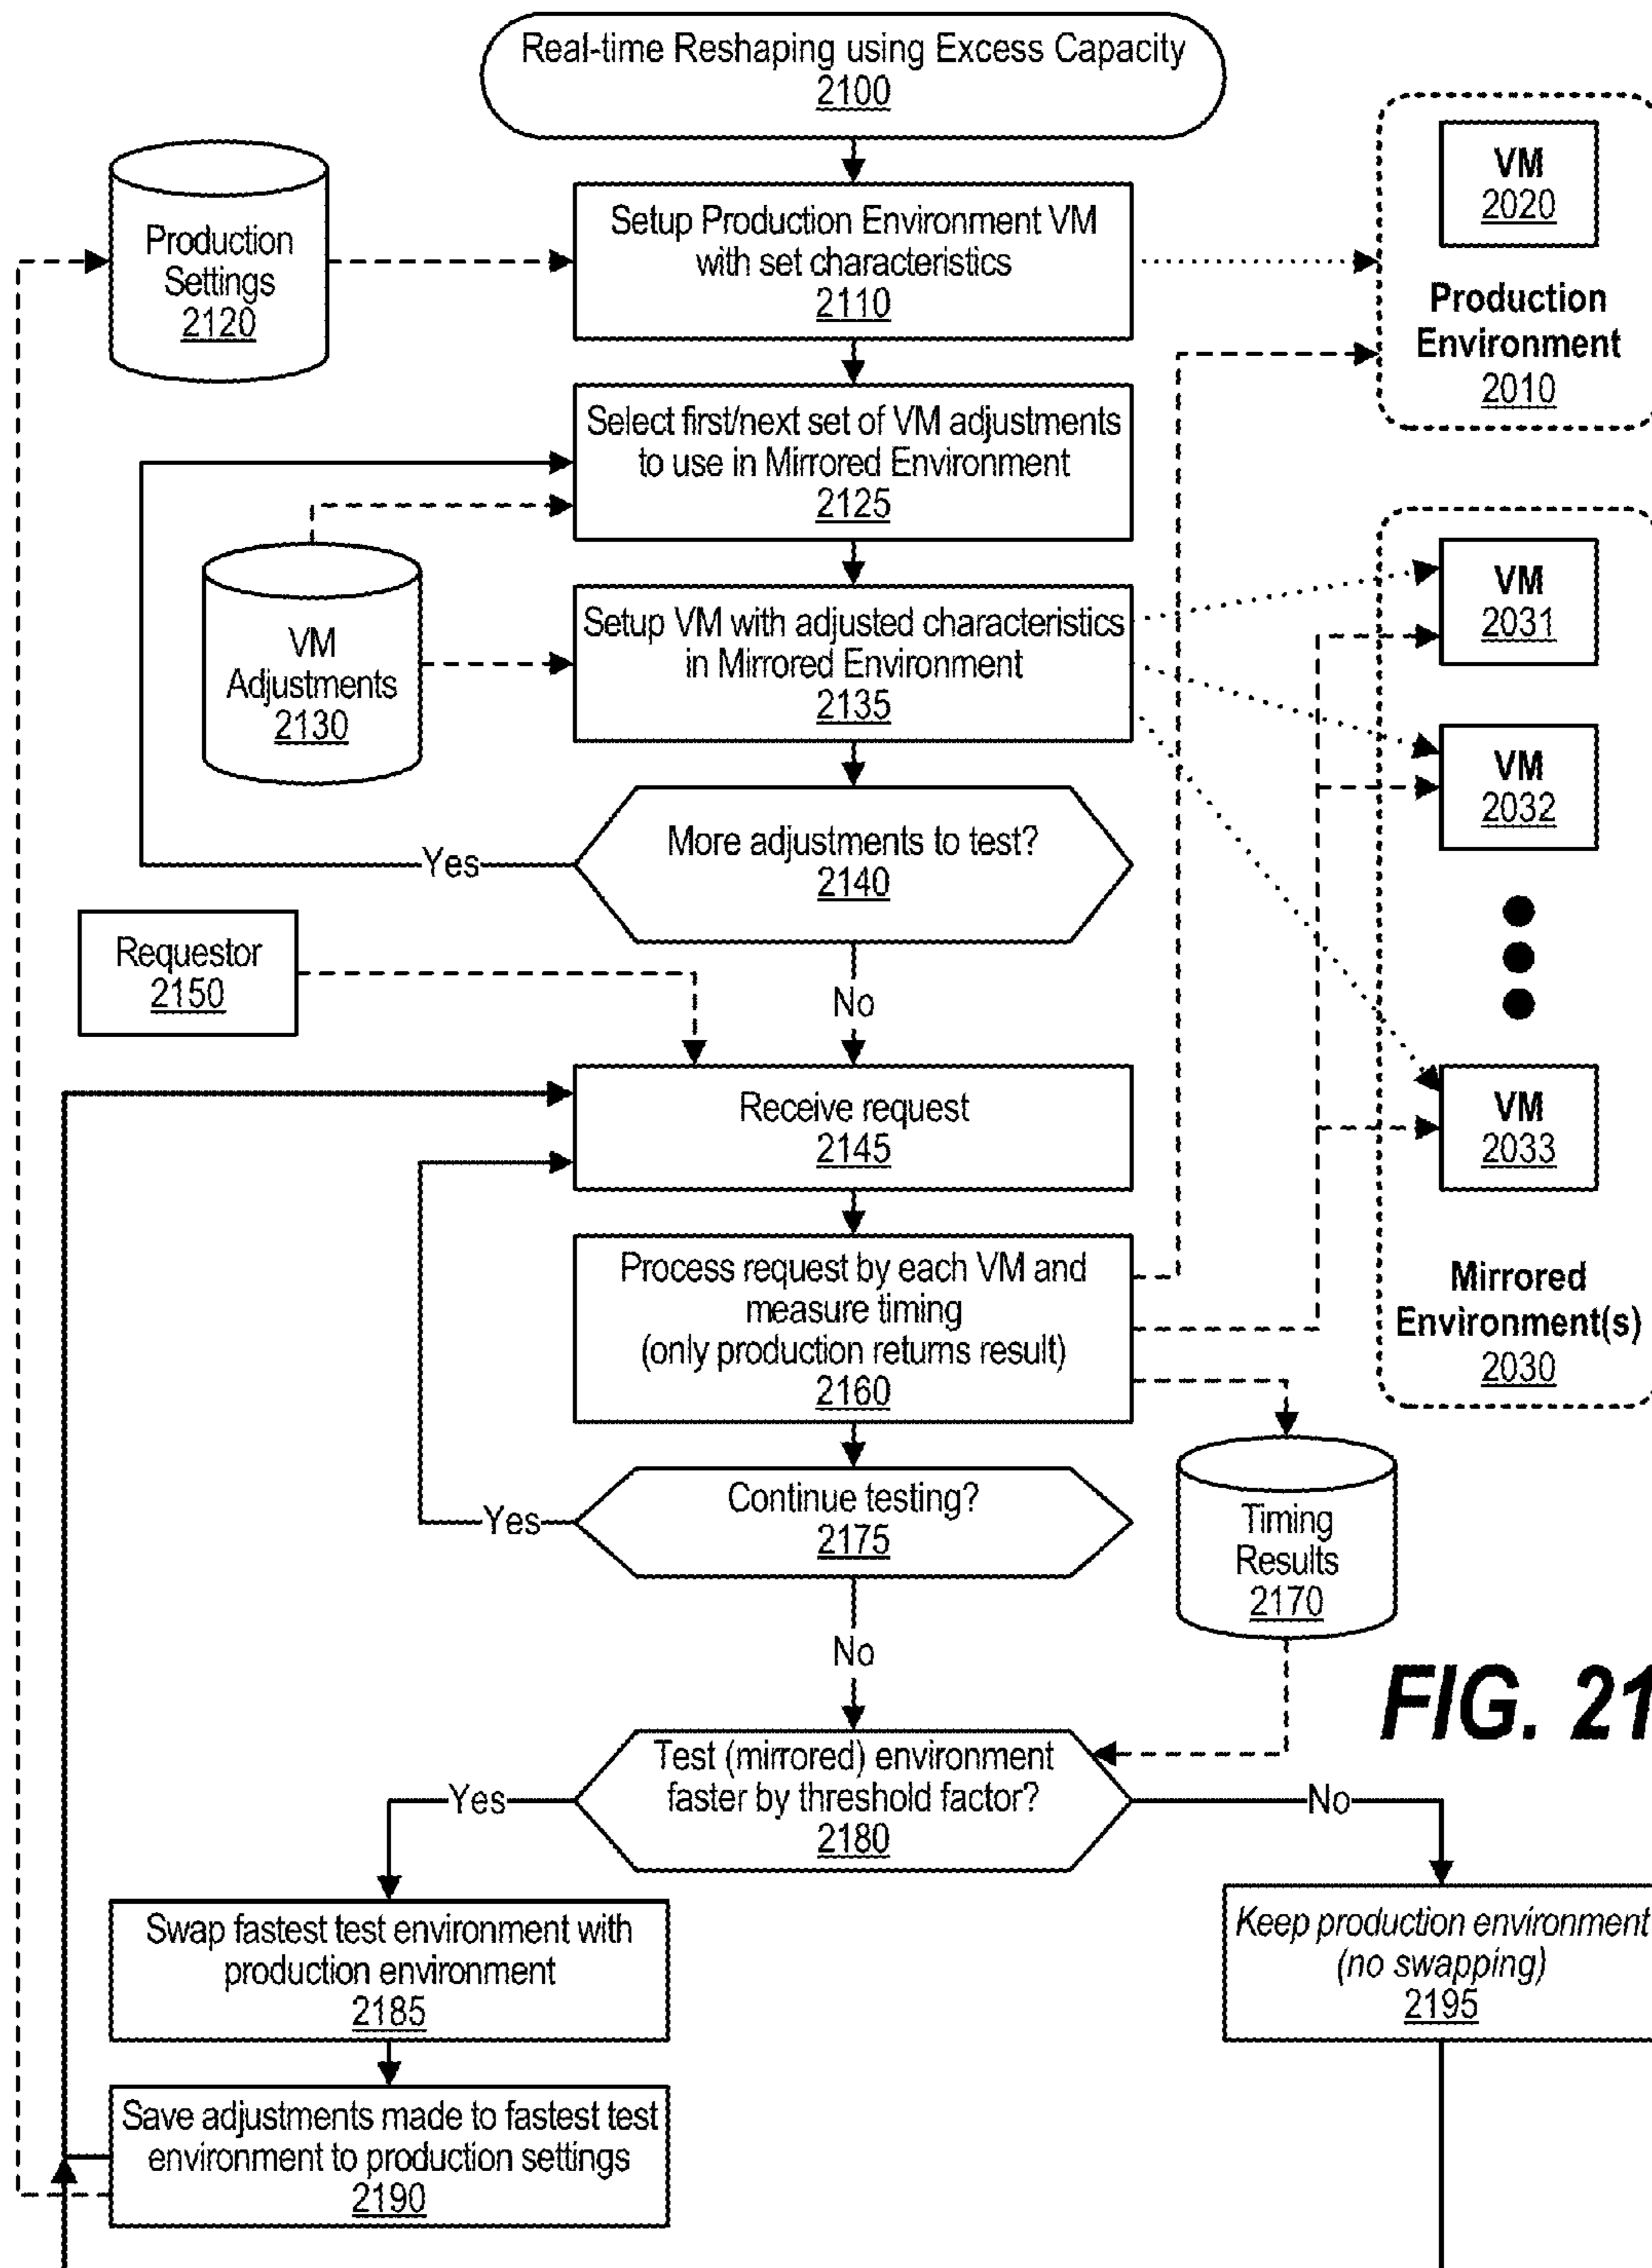 Real-time Reshaping using Excess Capacity
2100
Production
Settings
2120
Setup Production Environment VM
with set characteristics
2110
VM
2020
Production
Environment
2010
Select first/next set of VM adjustments
to use in Mirrored Environment
2125
VM
Adjustments
2130
Setup VM with adjusted characteristics
in Mirrored Environment
2135
VM
2031
VM
2032
More adjustments to test?
2140
Yes
No
Requestor
2150
Receive request
2145
VM
2033
Mirrored
Environment(s)
2030
Process request by each VM and
measure timing
(only production returns result)
2160
Continue testing?
2175
Yes
No
Timing
Results
2170
FIG. 21
Test (mirrored) environment
faster by threshold factor?
2180
Yes
No
Swap fastest test environment with
production environment
2185
Keep production environment
(no swapping)
2195
Save adjustments made to fastest test
environment to production settings
2190